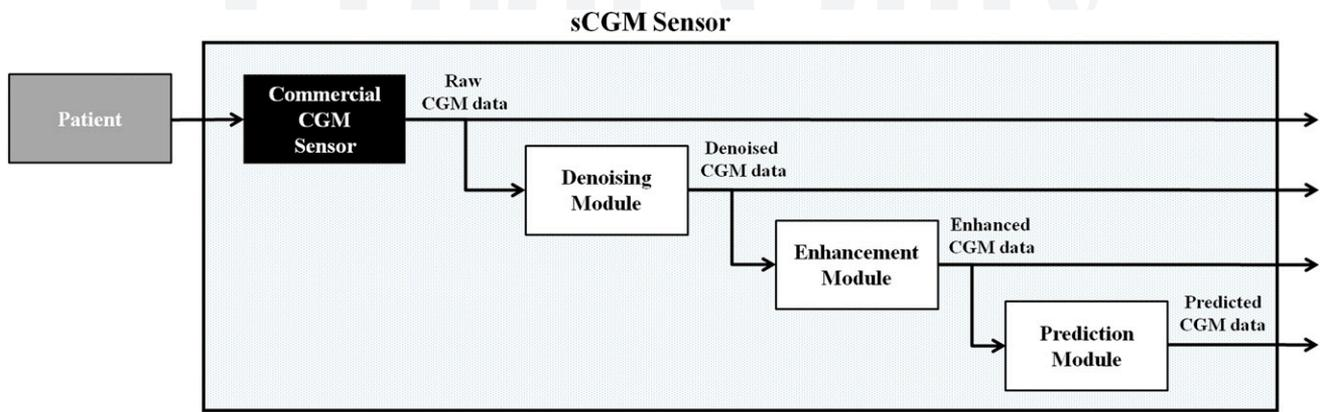 sCGM Sensor
Patient
Commercial
CGM
Sensor
Raw
CGM data
Denoising
Module
Denoised
CGM data
Enhancement
Module
Enhanced
CGM data
Prediction
Module
Predicted
CGM data